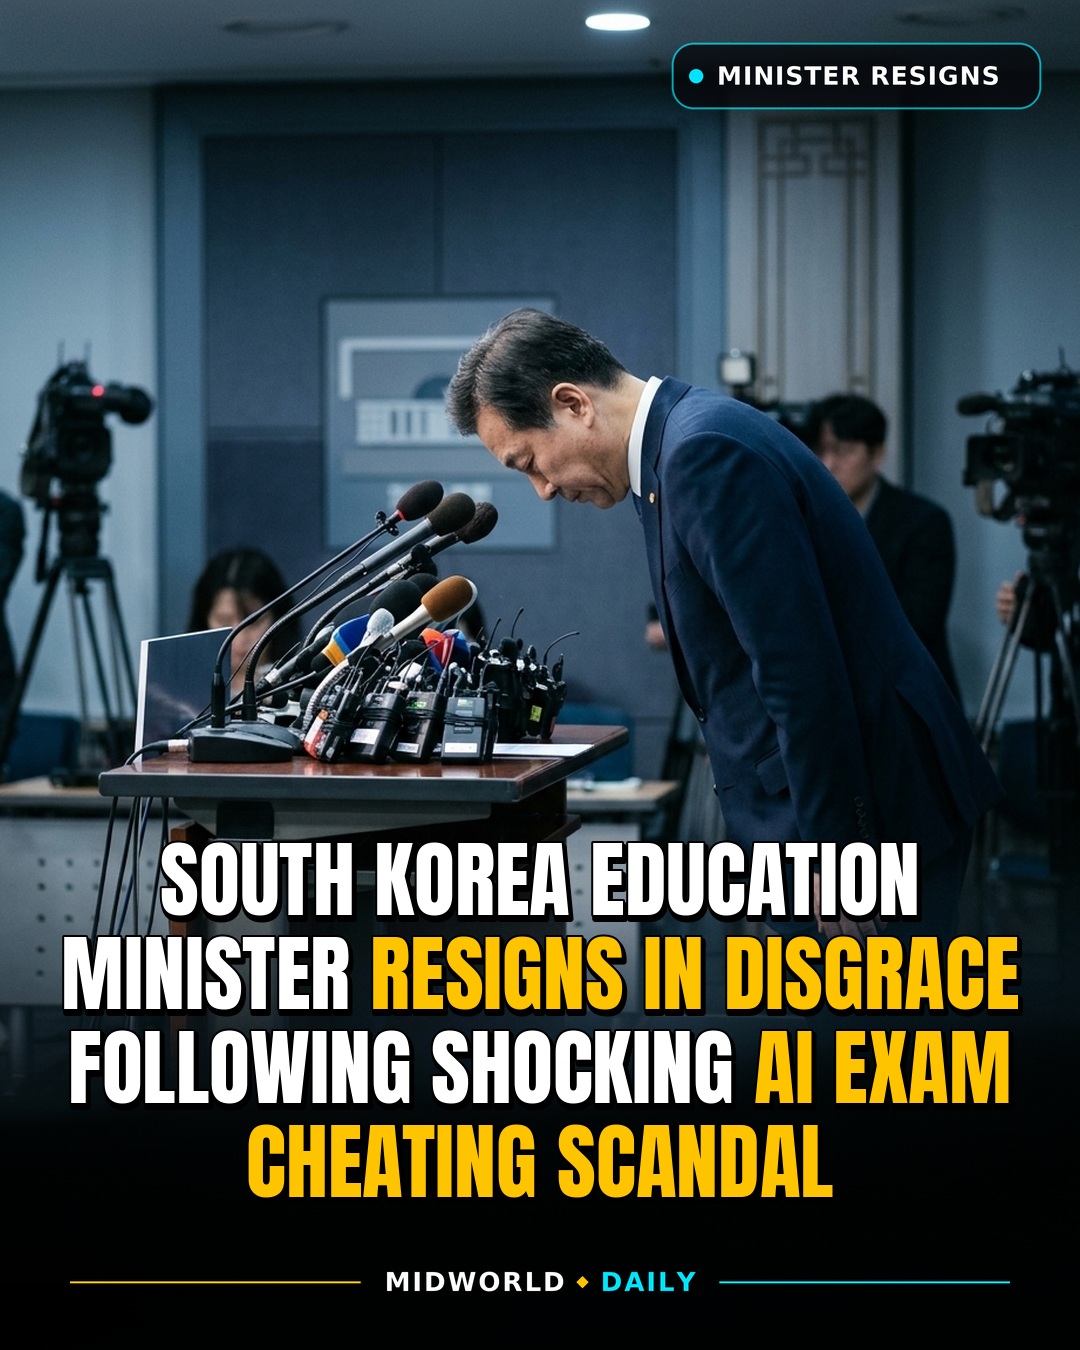 MINISTER RESIGNS
SOUTH KOREA EDUCATION
MINISTER RESIGNS IN DISGRACE
FOLLOWING SHOCKING AI EXAM
CHEATING SCANDAL
MIDWORLD ◆ DAILY